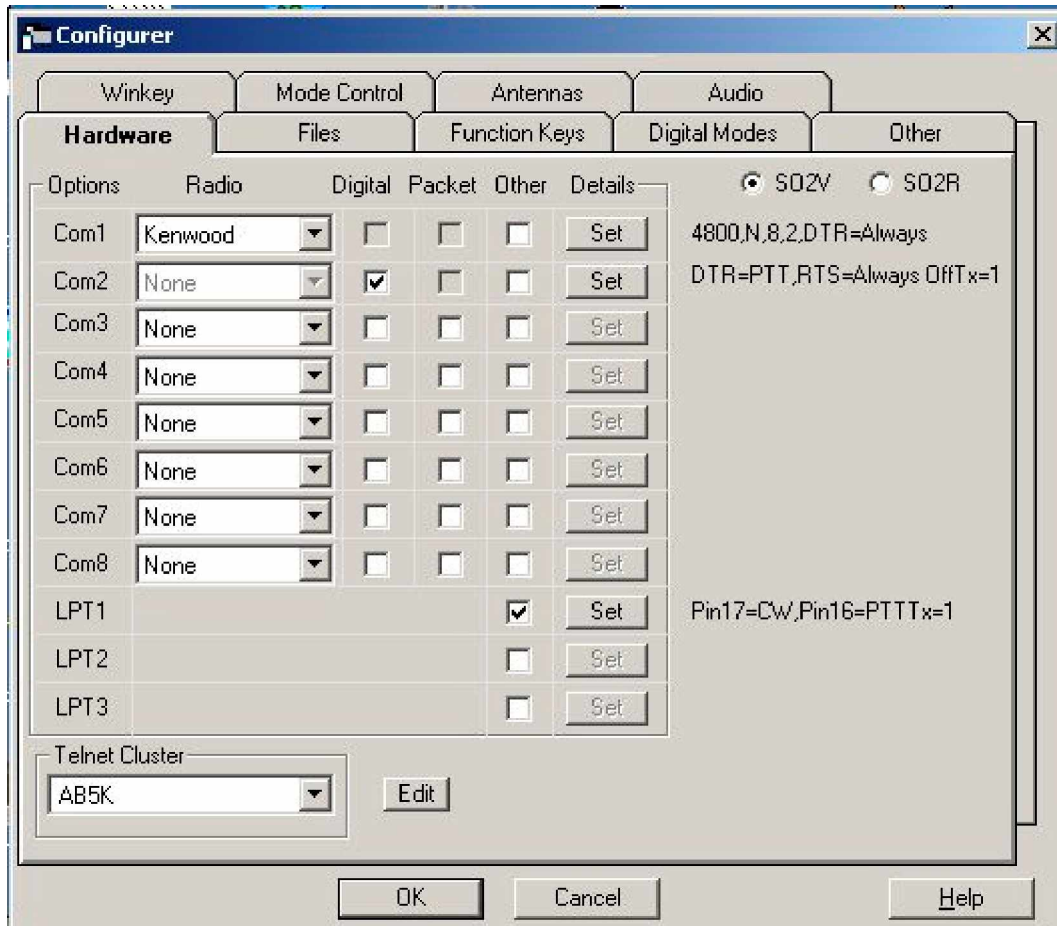 Configurer
Winkey Mode Control Antennas Audio
Hardware Files Function Keys Digital Modes Other
Options Radio Digital Packet Other Details SO2V SO2R
Com1 Kenwood Set 4800,N,8,2,DTR=Always
Com2 None Set DTR=PTT,RTS=Always OffTx=1
Com3 None Set
Com4 None Set
Com5 None Set
Com6 None Set
Com7 None Set
Com8 None Set
LPT1 Set Pin17=CW,Pin16=PTTTx=1
LPT2 Set
LPT3 Set
Telnet Cluster
AB5K Edit
OK Cancel Help